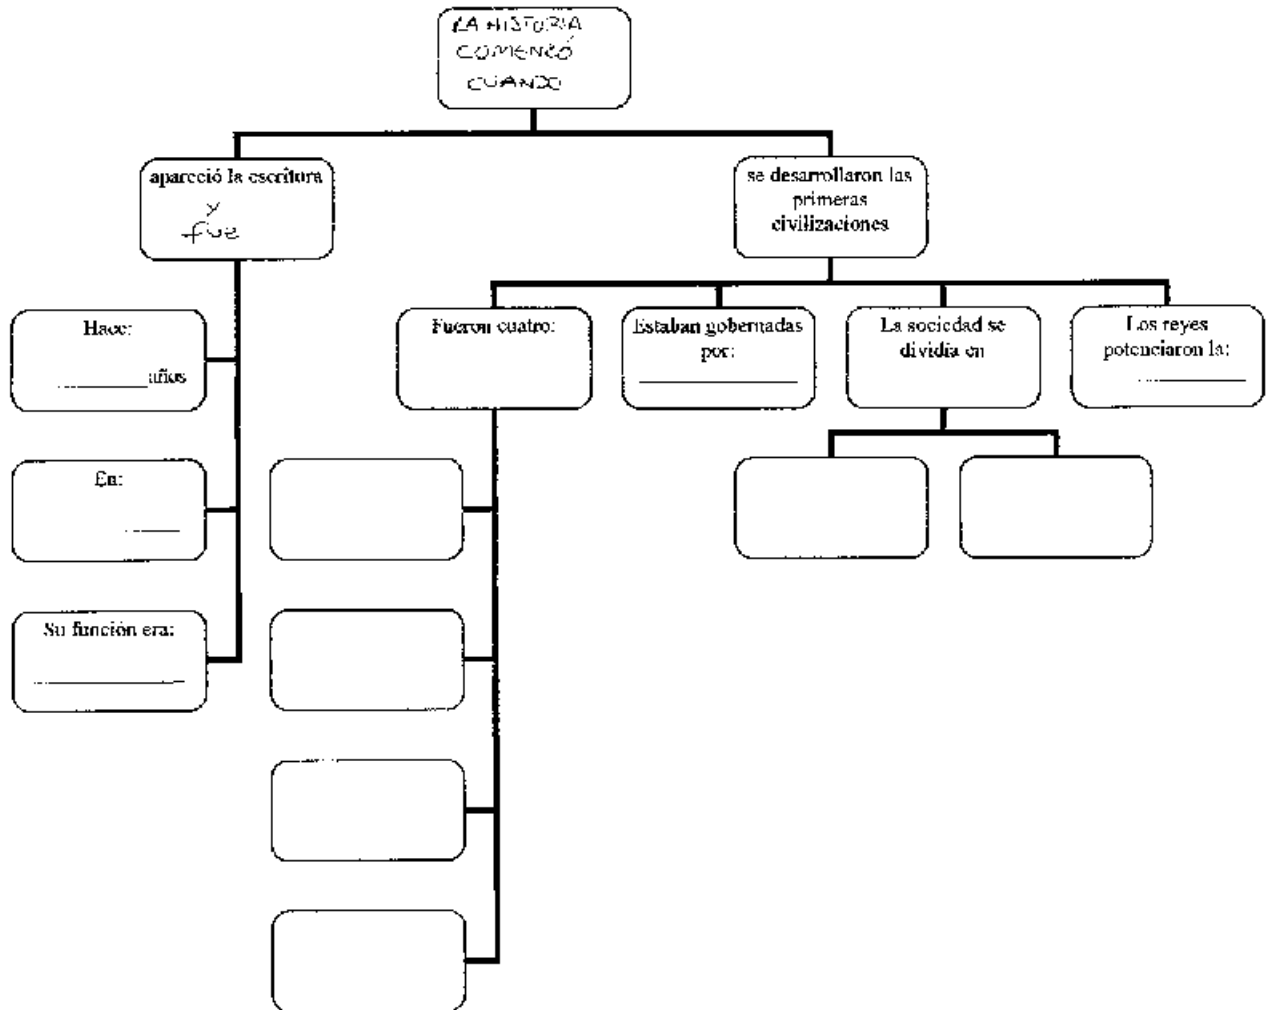 LA HISTORIA
COMENZÓ
CUANDO
apareció la escritura
y
fue
se desarrollaron las
primeras
civilizaciones
Hace:
años
En:
Su función era:
Fueron cuatro:
Estaban gobernadas
por:
La sociedad se
dividía en
Los reyes
potenciaron la: